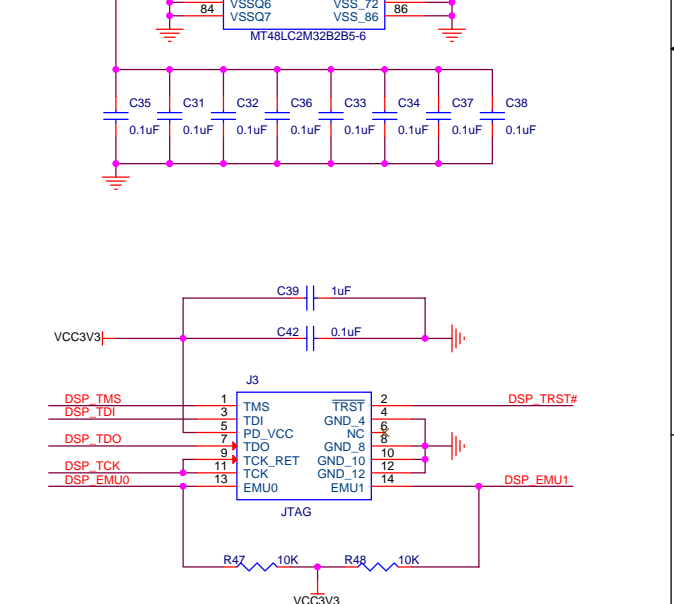 VSSQ6 VSS_72
84 VSSQ7 VSS_86 86
MT48LC2M32B2B5-6
C35 C31 C32 C36 C33 C34 C37 C38
0.1uF 0.1uF 0.1uF 0.1uF 0.1uF 0.1uF 0.1uF 0.1uF
C39 1uF
VCC3V3 C42 0.1uF
J3
DSP_TMS 1 TMS TRST 2 DSP_TRST#
DSP_TDI 3 TDI GND_4 4
5 PD_VCC NC 6
DSP_TDO 7 TDO GND_8 8
9 TCK_RET GND_10 10
DSP_TCK 11 TCK GND_12 12
DSP_EMU0 13 EMU0 EMU1 14 DSP_EMU1
JTAG
R47 10K R48 10K
VCC3V3